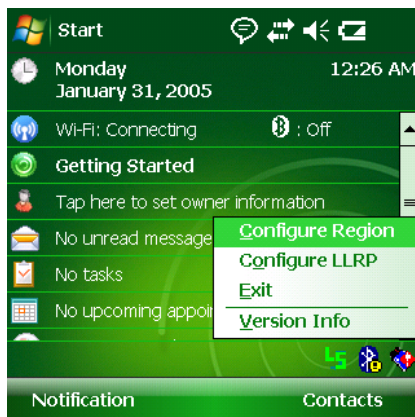 Start
Monday 12:26 AM
January 31, 2005
Wi-Fi: Connecting : Off
Getting Started
Tap here to set owner information
No unread message
Configure Region
No tasks
Configure LLRP
Exit
No upcoming appoi
Version Info
L5
Notification Contacts